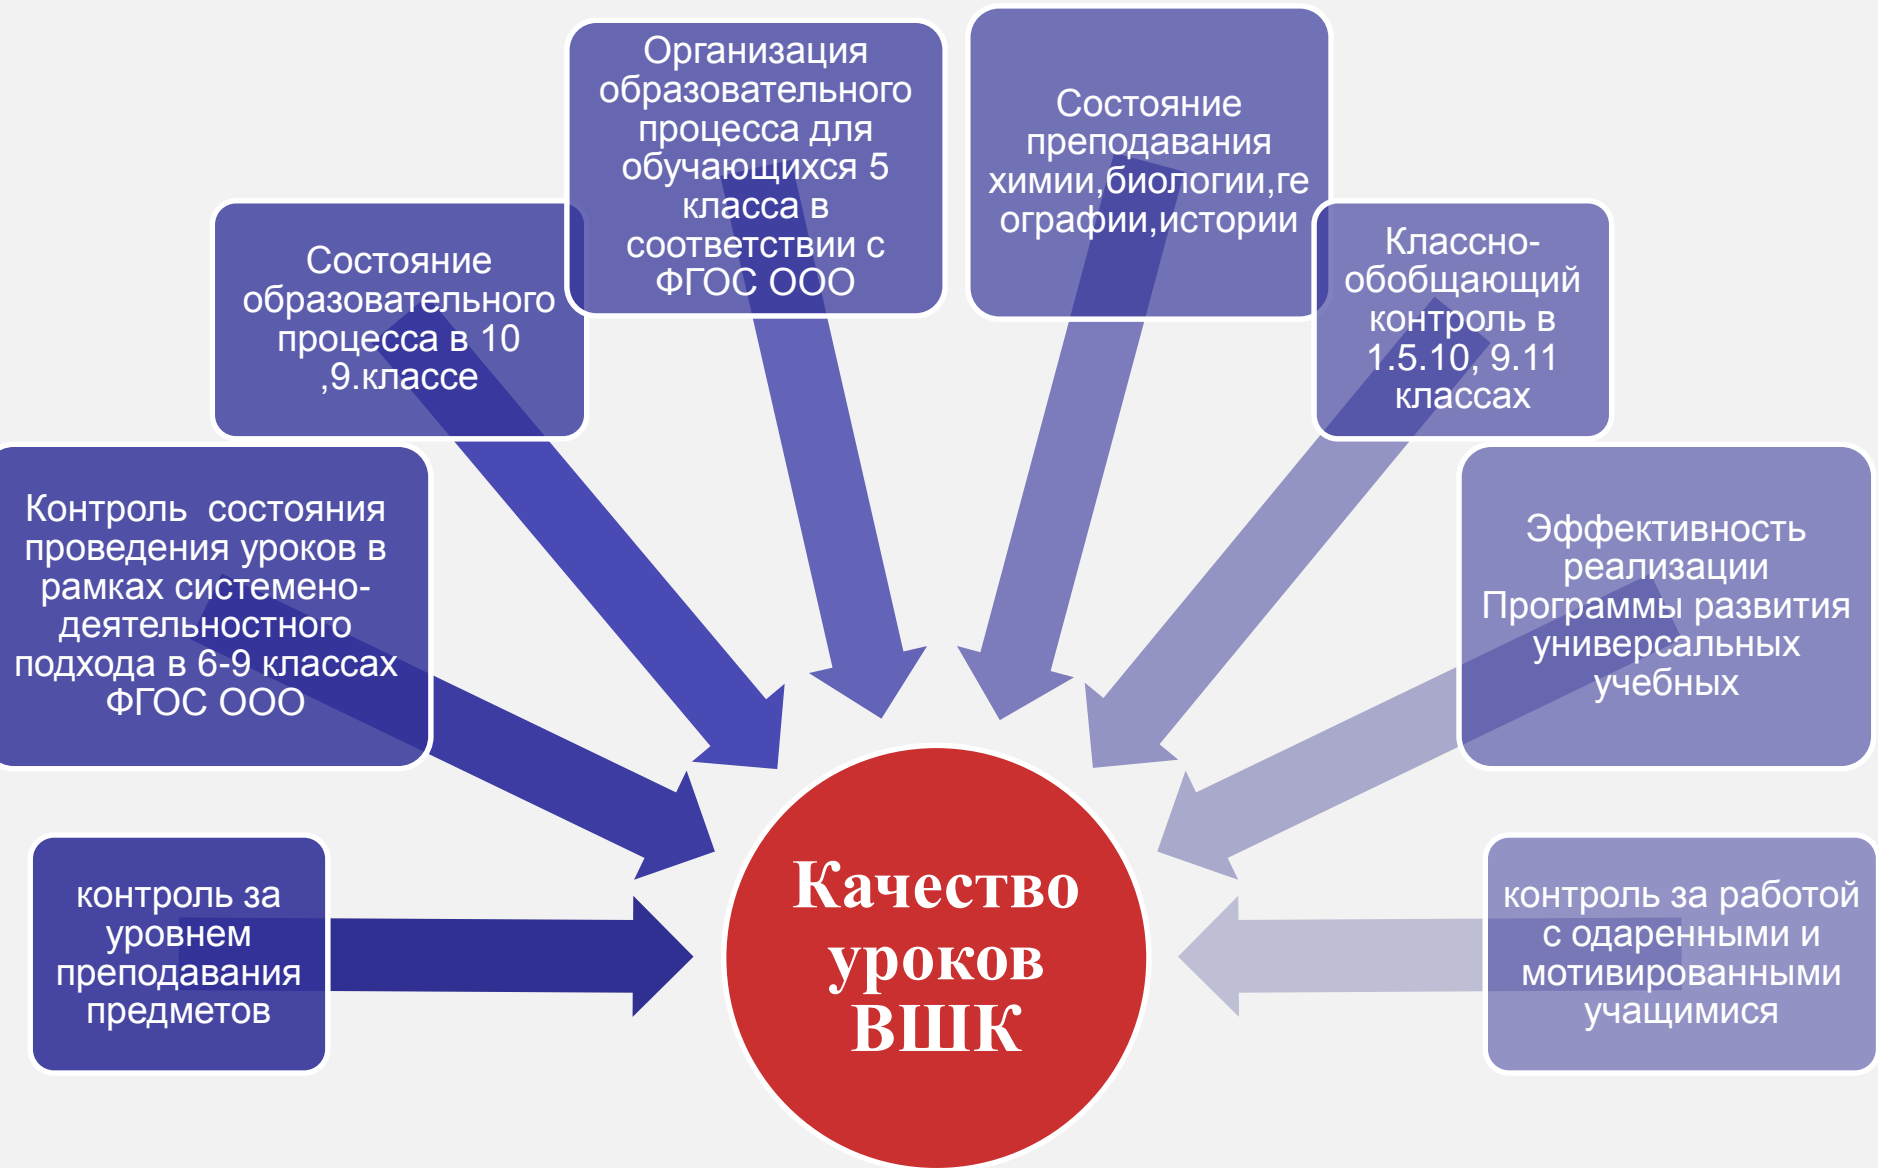 Организация
образовательного
процесса для
обучающихся 5
класса в
соответствии с
ФГОС ООО
Состояние
преподавания
химии,биологии,ге
ографии,истории
Состояние
образовательного
процесса в 10
,9.классе
Классно-
обобщающий
контроль в
1.5.10, 9.11
классах
Контроль  состояния
проведения уроков в
рамках системено-
деятельностного
подхода в 6-9 классах
ФГОС ООО
Эффективность
реализации
Программы развития
универсальных
учебных
контроль за
уровнем
преподавания
предметов
Качество
уроков
ВШК
контроль за работой
с одаренными и
мотивированными
учащимися